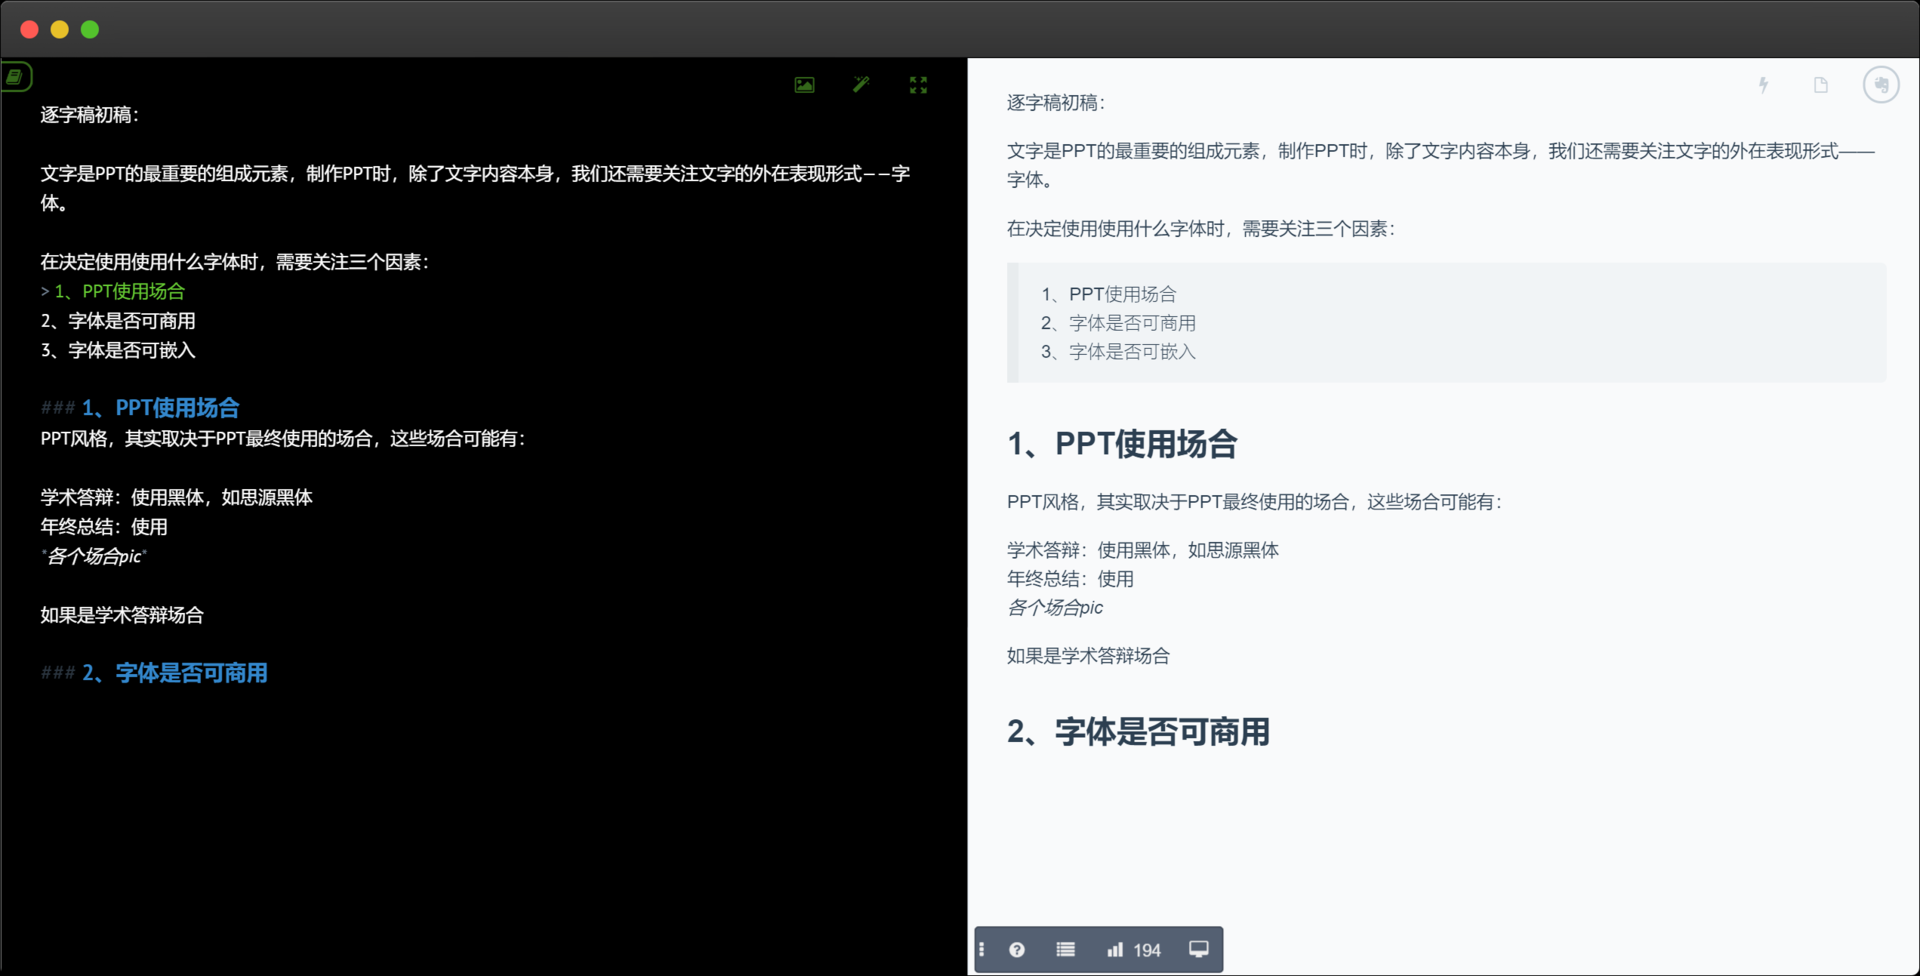 逐字稿初稿：
文字是PPT的最重要的组成元素，制作PPT时，除了文字内容本身，我们还需要关注文字的外在表现形式——字
体。
在决定使用使用什么字体时，需要关注三个因素：
> 1、PPT使用场合
2、字体是否可商用
3、字体是否可嵌入
### 1、PPT使用场合
PPT风格，其实取决于PPT最终使用的场合，这些场合可能有：
学术答辩：使用黑体，如思源黑体
年终总结：使用
*各个场合pic*
如果是学术答辩场合
### 2、字体是否可商用
逐字稿初稿：
文字是PPT的最重要的组成元素，制作PPT时，除了文字内容本身，我们还需要关注文字的外在表现形式——
字体。
在决定使用使用什么字体时，需要关注三个因素：
1、PPT使用场合
2、字体是否可商用
3、字体是否可嵌入
1、PPT使用场合
PPT风格，其实取决于PPT最终使用的场合，这些场合可能有：
学术答辩：使用黑体，如思源黑体
年终总结：使用
各个场合pic
如果是学术答辩场合
2、字体是否可商用
194